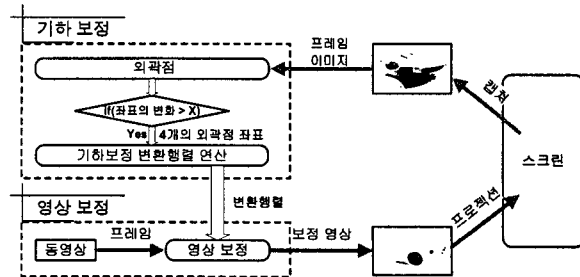 기하 보정
프레임
이미지
외곽점
캡쳐
if(좌표의 변화 > X)
Yes
4개의 외곽점 좌표
기하보정 변환행렬 연산
스크린
변환행렬
영상 보정
프레임
보정 영상
프로젝션
동영상
영상 보정